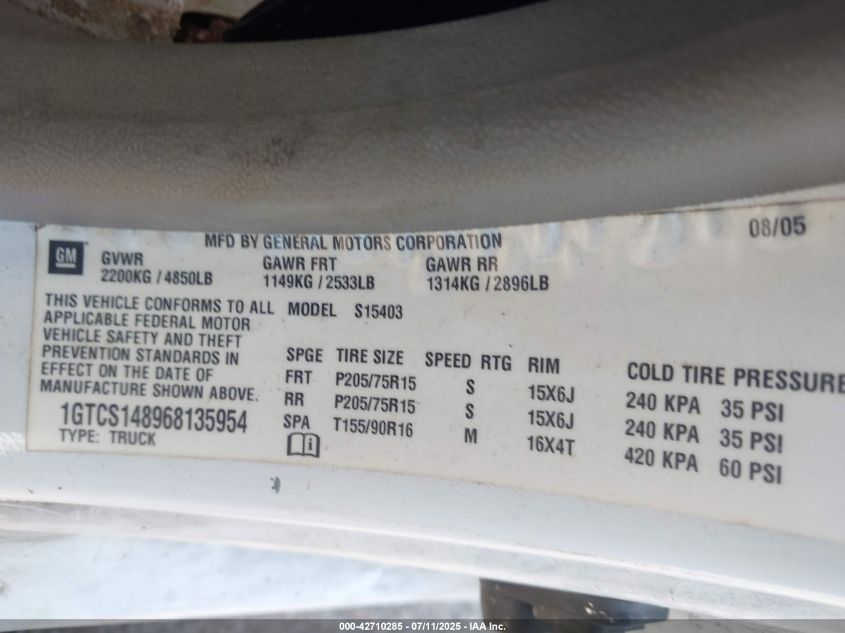 08/05
MFD BY GENERAL MOTORS CORPORATION
GM
GVWR GAWR FRT GAWR RR
2200KG / 4850LB 1149KG / 2533LB 1314KG / 2896LB
THIS VEHICLE CONFORMS TO ALL
APPLICABLE FEDERAL MOTOR
VEHICLE SAFETY AND THEFT
PREVENTION STANDARDS IN
EFFECT ON THE DATE OF
MANUFACTURE SHOWN ABOVE.
1GTCS148968135954
TYPE: TRUCK
MODEL S15403
SPGE TIRE SIZE SPEED RTG RIM COLD TIRE PRESSURE
FRT P205/75R15 S 15X6J 240 KPA 35 PSI
RR P205/75R15 S 15X6J 240 KPA 35 PSI
SPA T155/90R16 M 16X4T 420 KPA 60 PSI
000-42710285 - 07/11/2025 - IAA Inc.